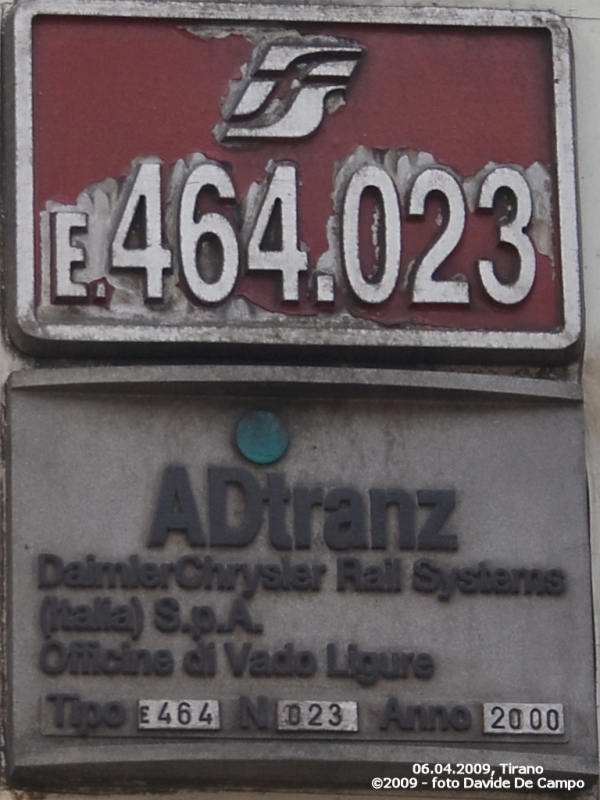 E.464.023
ADtranz
DaimlerChrysler Rail Systems
(Italia) S.p.A.
Officine di Vado Ligure
Tipo E464 N 023 Anno 2000
06.04.2009, Tirano
©2009 - foto Davide De Campo